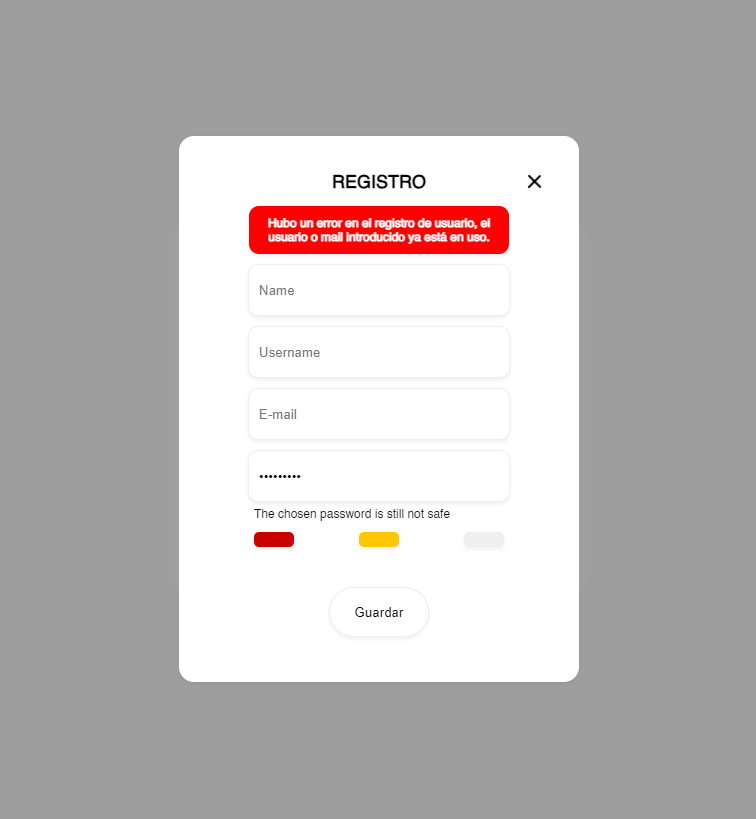 REGISTRO
Hubo un error en el registro de usuario, el
usuario o mail introducido ya está en uso.
Name
Username
E-mail
•••••••••
The chosen password is still not safe
Guardar